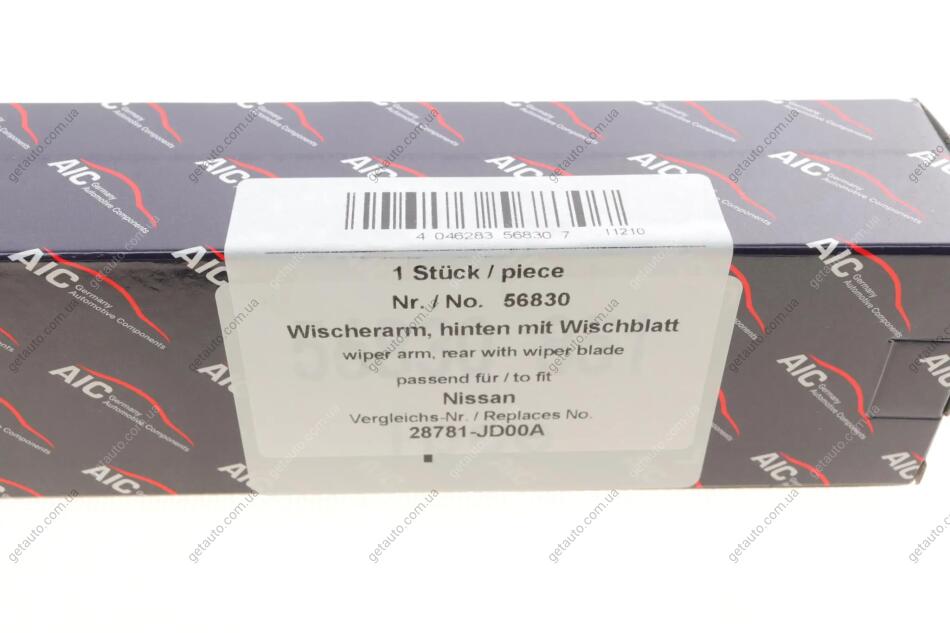 4 046283 56830 7
11210
1 Stück / piece
Nr. / No. 56830
Wischerarm, hinten mit Wischblatt
wiper arm, rear with wiper blade
passend für / to fit
Nissan
Vergleichs-Nr. / Replaces No.
28781-JD00A
AIC
Germany
Automotive Components
getauto.com.ua